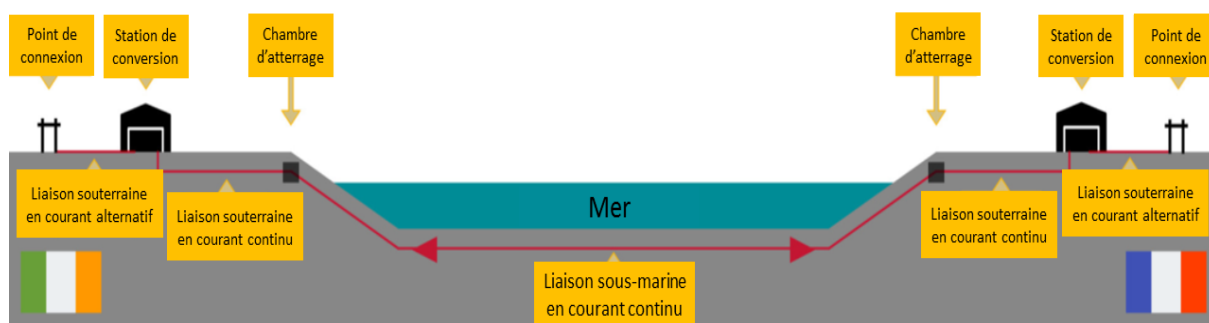 Point de
connexion
Station de
conversion
Chambre
d'atterrage
Chambre
d'atterrage
Station de
conversion
Point de
connexion
Liaison souterraine
en courant alternatif
Liaison souterraine
en courant continu
Mer
Liaison sous-marine
en courant continu
Liaison souterraine
en courant continu
Liaison souterraine
en courant alternatif